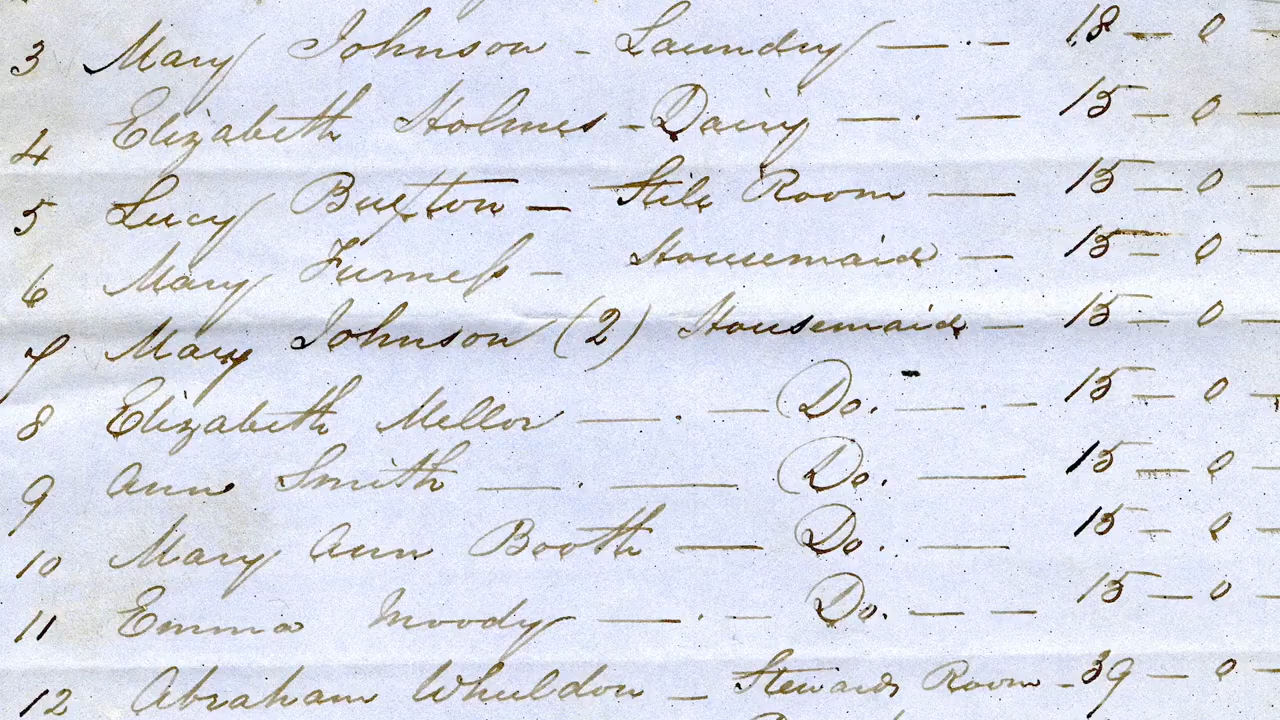 3 Mary Johnson - Laundry — . — 18 — 0 —
4 Elizabeth Holmes - Dairy — . — 15 — 0 —
5 Lucy Buxton — Still Room — 15 — 0 —
6 Mary Furneſs - Housemaid — 15 — 0 —
7 Mary Johnson (2) Housemaid — 15 — 0 —
8 Elizabeth Mellor — . — Do. — . — 15 — 0 —
9 Ann Smith — . — Do. — 15 — 0 —
10 Mary Ann Booth — Do. — 15 — 0 —
11 Emma Moody — . — Do. — — 15 — 0 —
12 Abraham Wheeldon — Stewards Room - 39 — 0 —